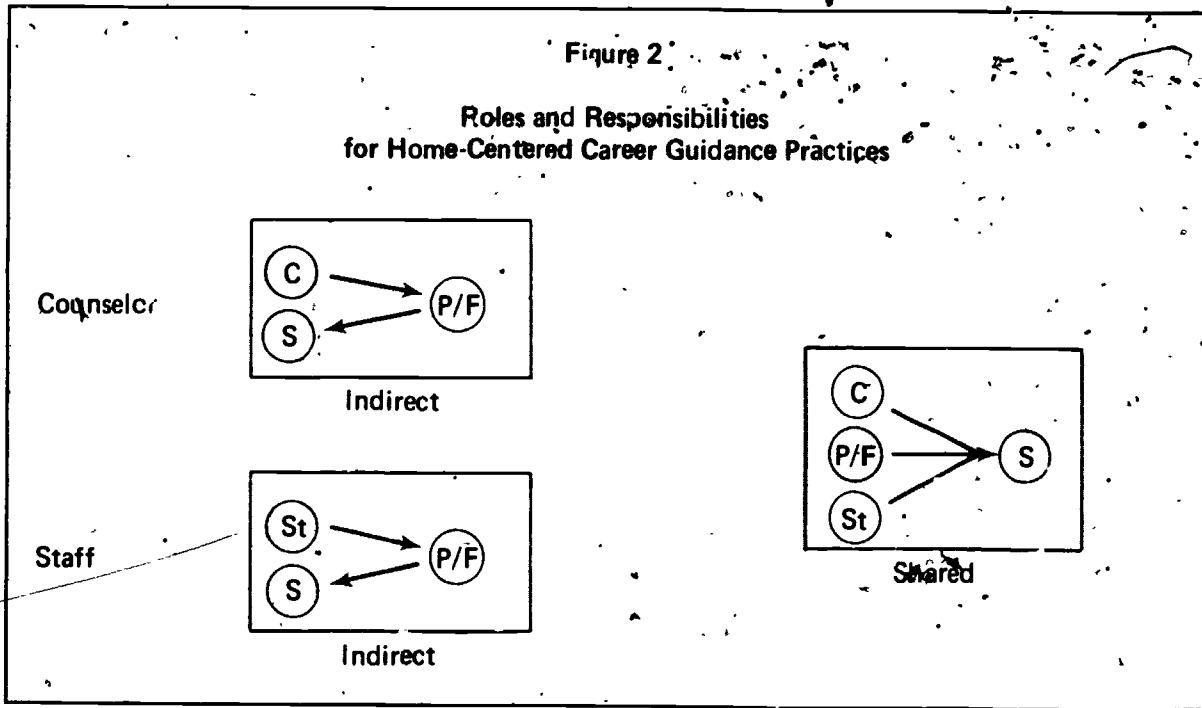 Figure 2
Roles and Responsibilities
for Home-Centered Career Guidance Practices
Counselor
C
S
P/F
Indirect
Staff
St
S
P/F
Indirect
C
P/F
St
S
Shared